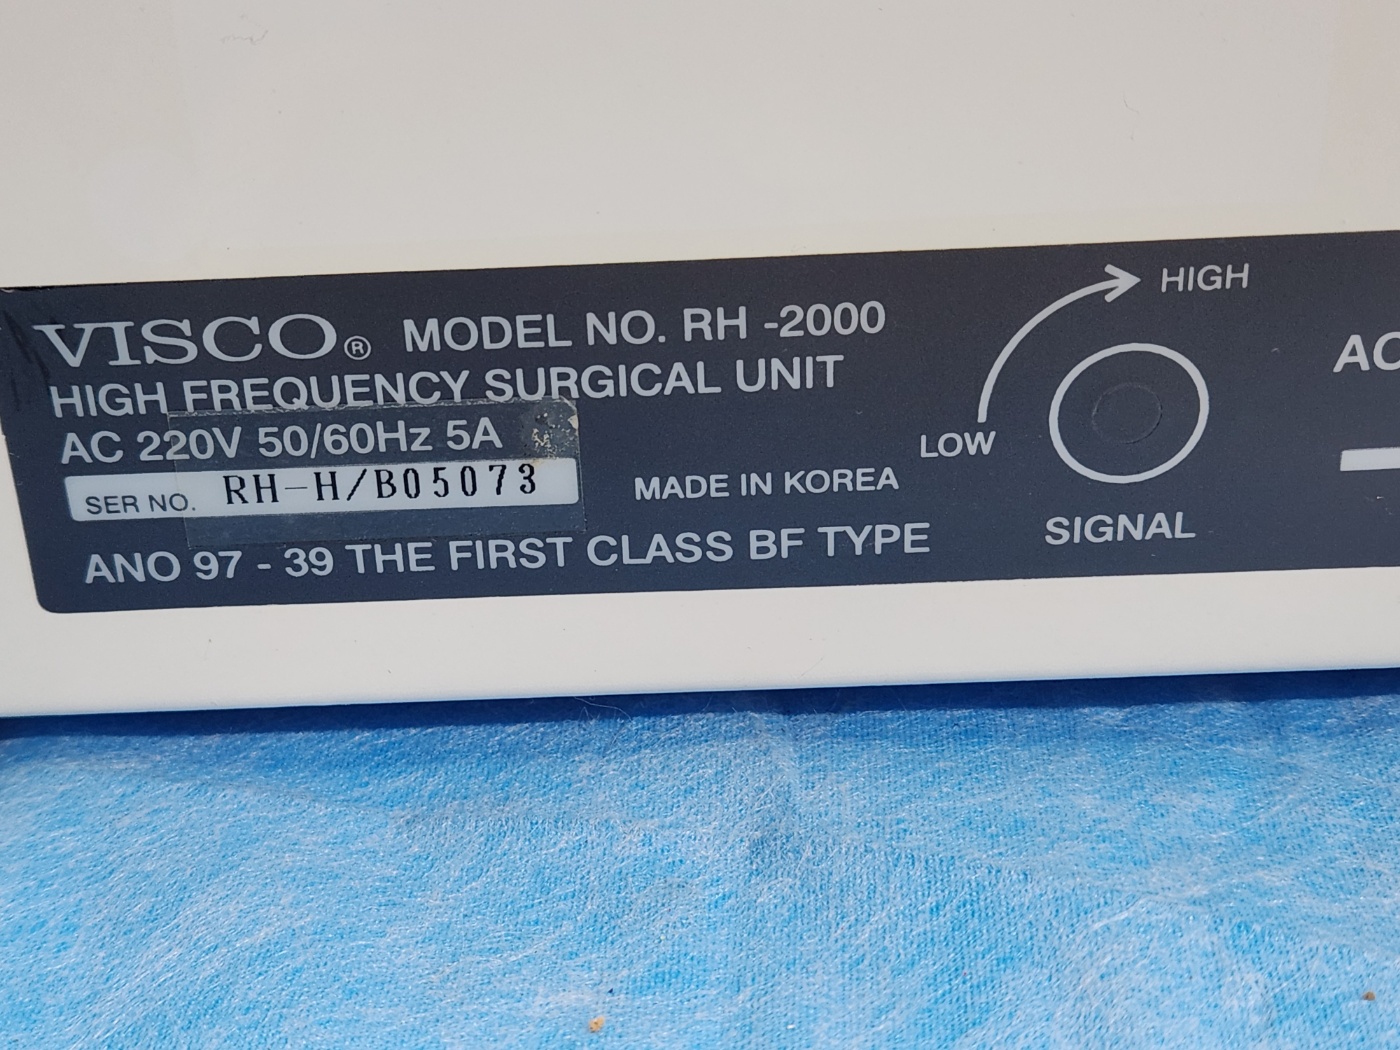 VISCO® MODEL NO. RH -2000
HIGH FREQUENCY SURGICAL UNIT
AC 220V 50/60Hz 5A
SER NO. RH-H/B05073
MADE IN KOREA
ANO 97 - 39 THE FIRST CLASS BF TYPE
HIGH
LOW
SIGNAL
AC